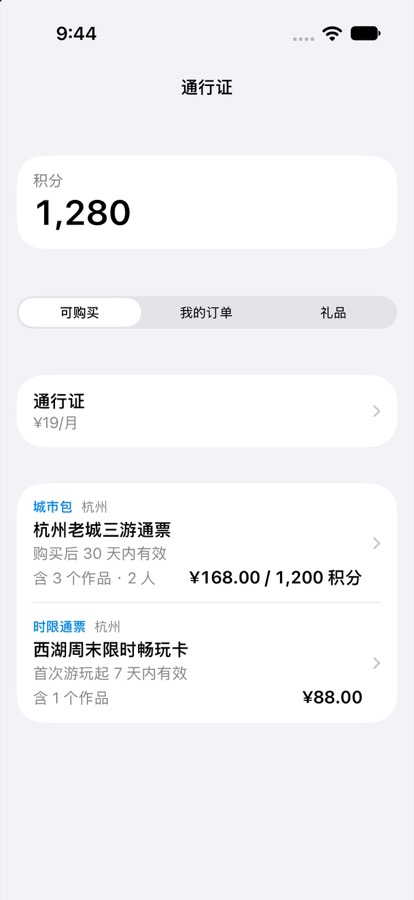 9:44
通行证
积分
1,280
可购买 我的订单 礼品
通行证
¥19/月
城市包 杭州
杭州老城三游通票
购买后 30 天内有效
含 3 个作品 · 2 人 ¥168.00 / 1,200 积分
时限通票 杭州
西湖周末限时畅玩卡
首次游玩起 7 天内有效
含 1 个作品 ¥88.00